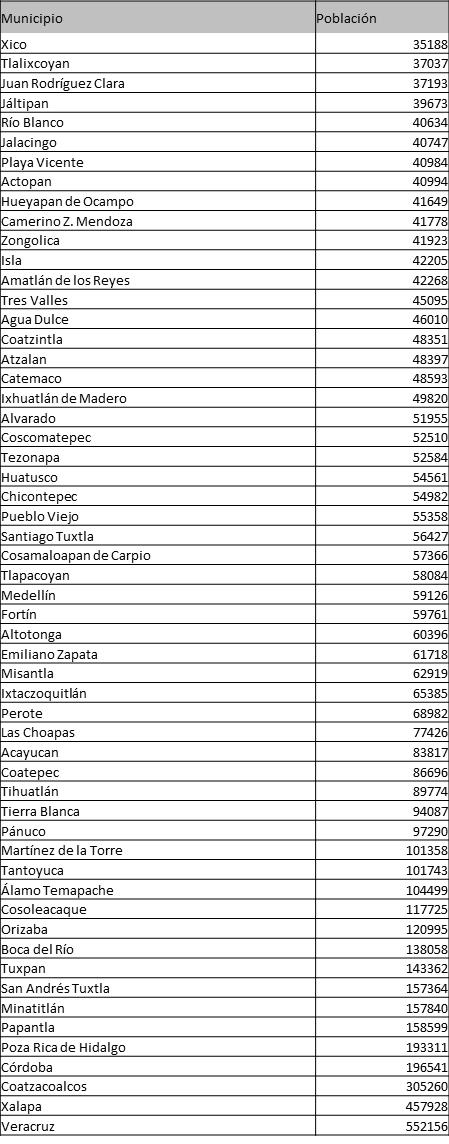 Municipio Población
Xico 35188
Tlalixcoyan 37037
Juan Rodríguez Clara 37193
Jáltipan 39673
Río Blanco 40634
Jalacingo 40747
Playa Vicente 40984
Actopan 40994
Hueyapan de Ocampo 41649
Camerino Z. Mendoza 41778
Zongolica 41923
Isla 42205
Amatlán de los Reyes 42268
Tres Valles 45095
Agua Dulce 46010
Coatzintla 48351
Atzalan 48397
Catemaco 48593
Ixhuatlán de Madero 49820
Alvarado 51955
Coscomatepec 52510
Tezonapa 52584
Huatusco 54561
Chicontepec 54982
Pueblo Viejo 55358
Santiago Tuxtla 56427
Cosamaloapan de Carpio 57366
Tlapacoyan 58084
Medellín 59126
Fortín 59761
Altotonga 60396
Emiliano Zapata 61718
Misantla 62919
Ixtaczoquitlán 65385
Perote 68982
Las Choapas 77426
Acayucan 83817
Coatepec 86696
Tihuatlán 89774
Tierra Blanca 94087
Pánuco 97290
Martínez de la Torre 101358
Tantoyuca 101743
Álamo Temapache 104499
Cosoleacaque 117725
Orizaba 120995
Boca del Río 138058
Tuxpan 143362
San Andrés Tuxtla 157364
Minatitlán 157840
Papantla 158599
Poza Rica de Hidalgo 193311
Córdoba 196541
Coatzacoalcos 305260
Xalapa 457928
Veracruz 552156